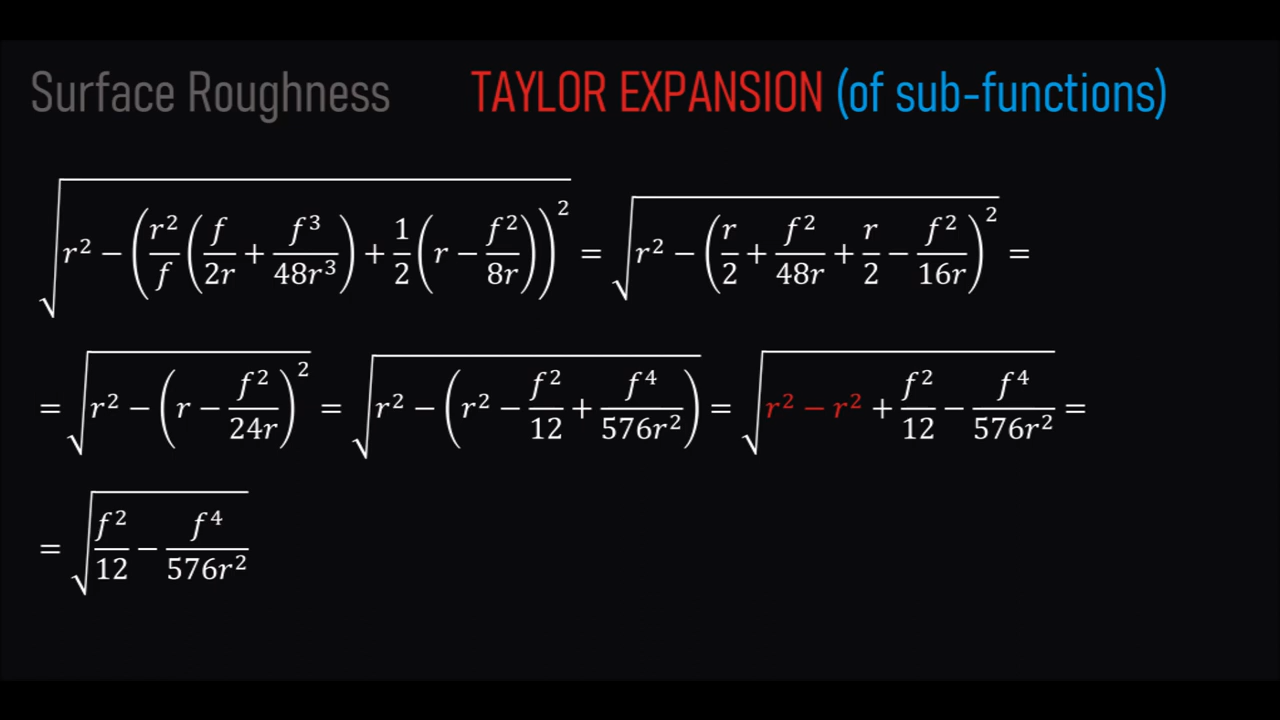 Surface Roughness TAYLOR EXPANSION (of sub-functions)
√(r² − (r²/f (f/2r + f³/48r³) + 1/2 (r − f²/8r))²) = √(r² − (r/2 + f²/48r + r/2 − f²/16r)²) =
= √(r² − (r − f²/24r)²) = √(r² − (r² − f²/12 + f⁴/576r²)) = √(r² − r² + f²/12 − f⁴/576r²) =
= √(f²/12 − f⁴/576r²)